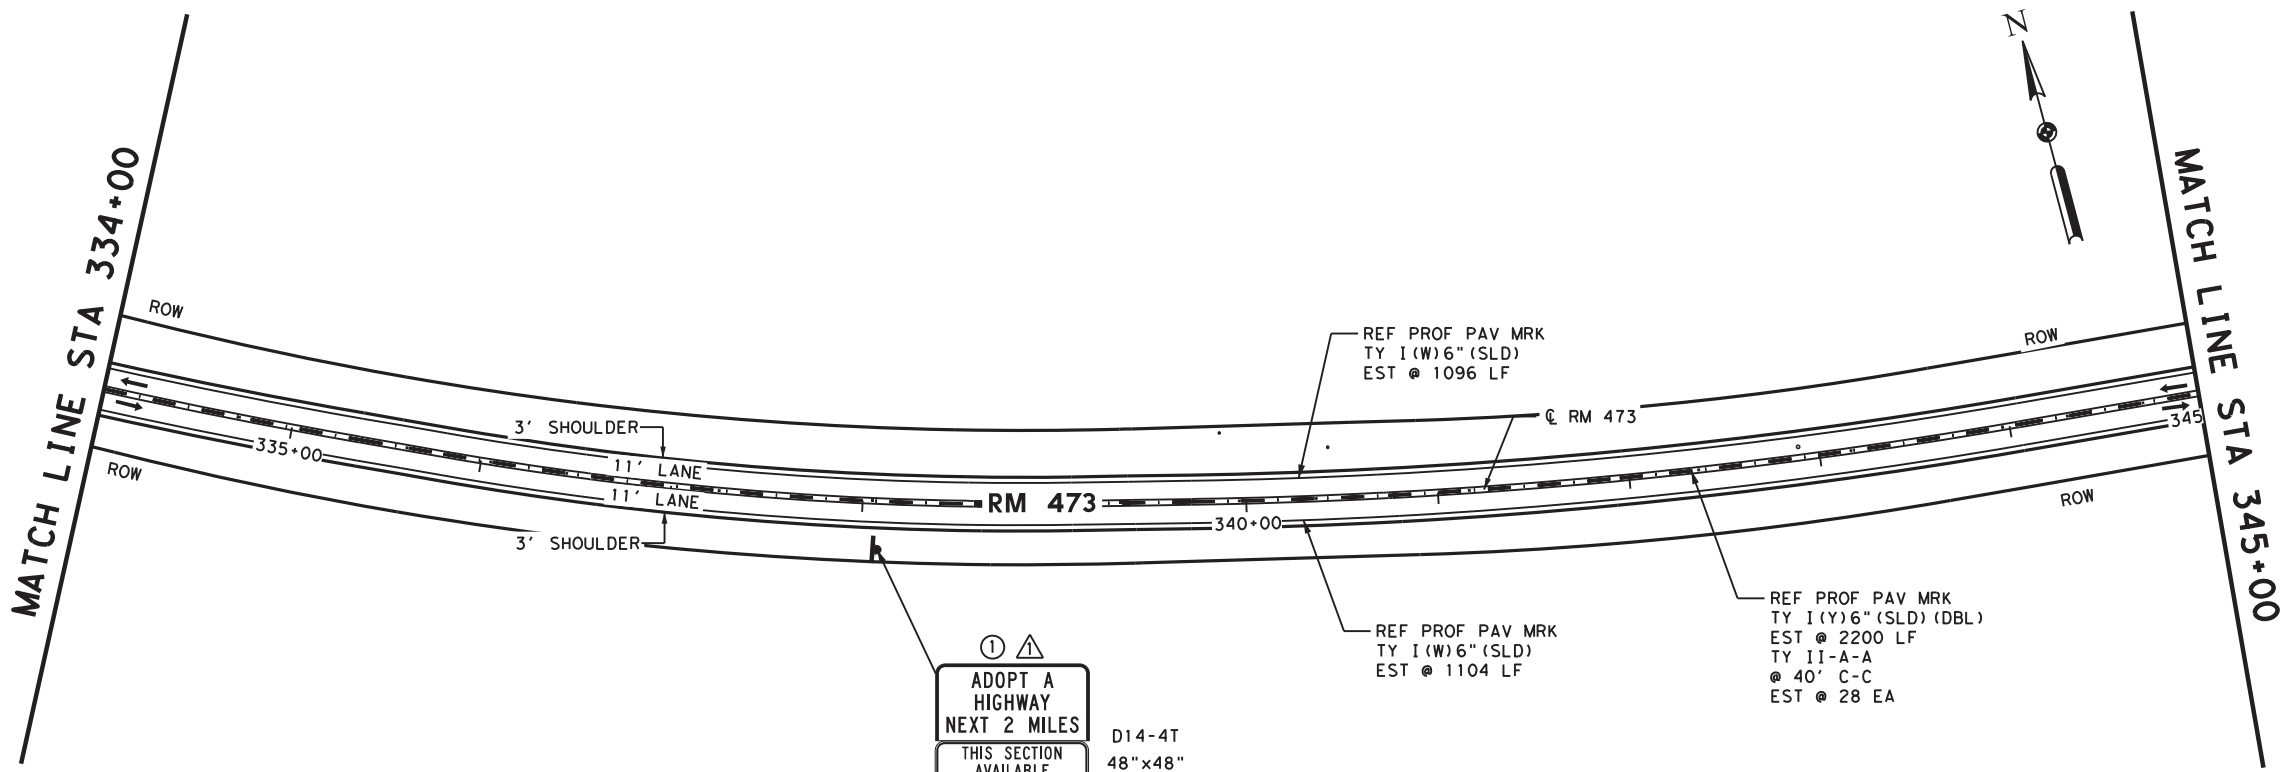 N
MATCH LINE STA 334+00
MATCH LINE STA 345+00
ROW
ROW
REF PROF PAV MRK
TY I(W)6"(SLD)
EST @ 1096 LF
℄ RM 473
3' SHOULDER
11' LANE
335+00
345
11' LANE
RM 473
340+00
3' SHOULDER
ROW
ROW
REF PROF PAV MRK
TY I(W)6"(SLD)
EST @ 1104 LF
REF PROF PAV MRK
TY I(Y)6"(SLD)(DBL)
EST @ 2200 LF
TY II-A-A
@ 40' C-C
EST @ 28 EA
1 1
ADOPT A
HIGHWAY
NEXT 2 MILES
THIS SECTION
AVAILABLE
D14-4T
48"x48"